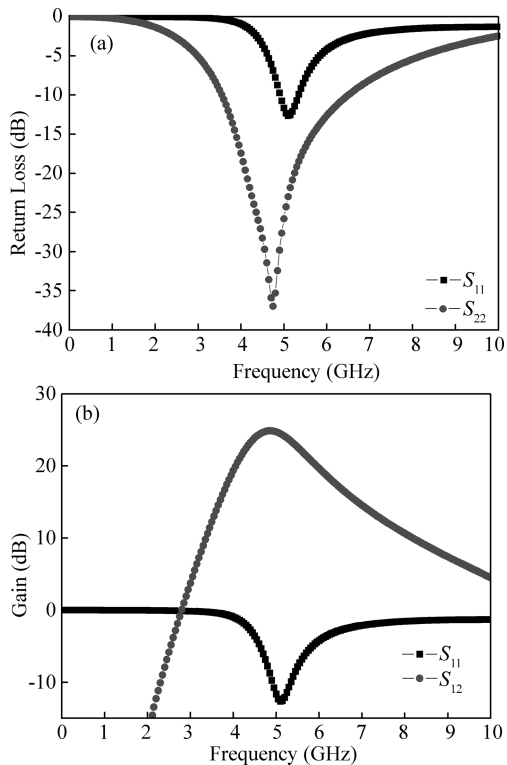 (a)
Return Loss (dB)
0
-5
-10
-15
-20
-25
-30
-35
-40
S11
S22
0 1 2 3 4 5 6 7 8 9 10
Frequency (GHz)
(b)
Gain (dB)
30
20
10
0
-10
S11
S12
0 1 2 3 4 5 6 7 8 9 10
Frequency (GHz)